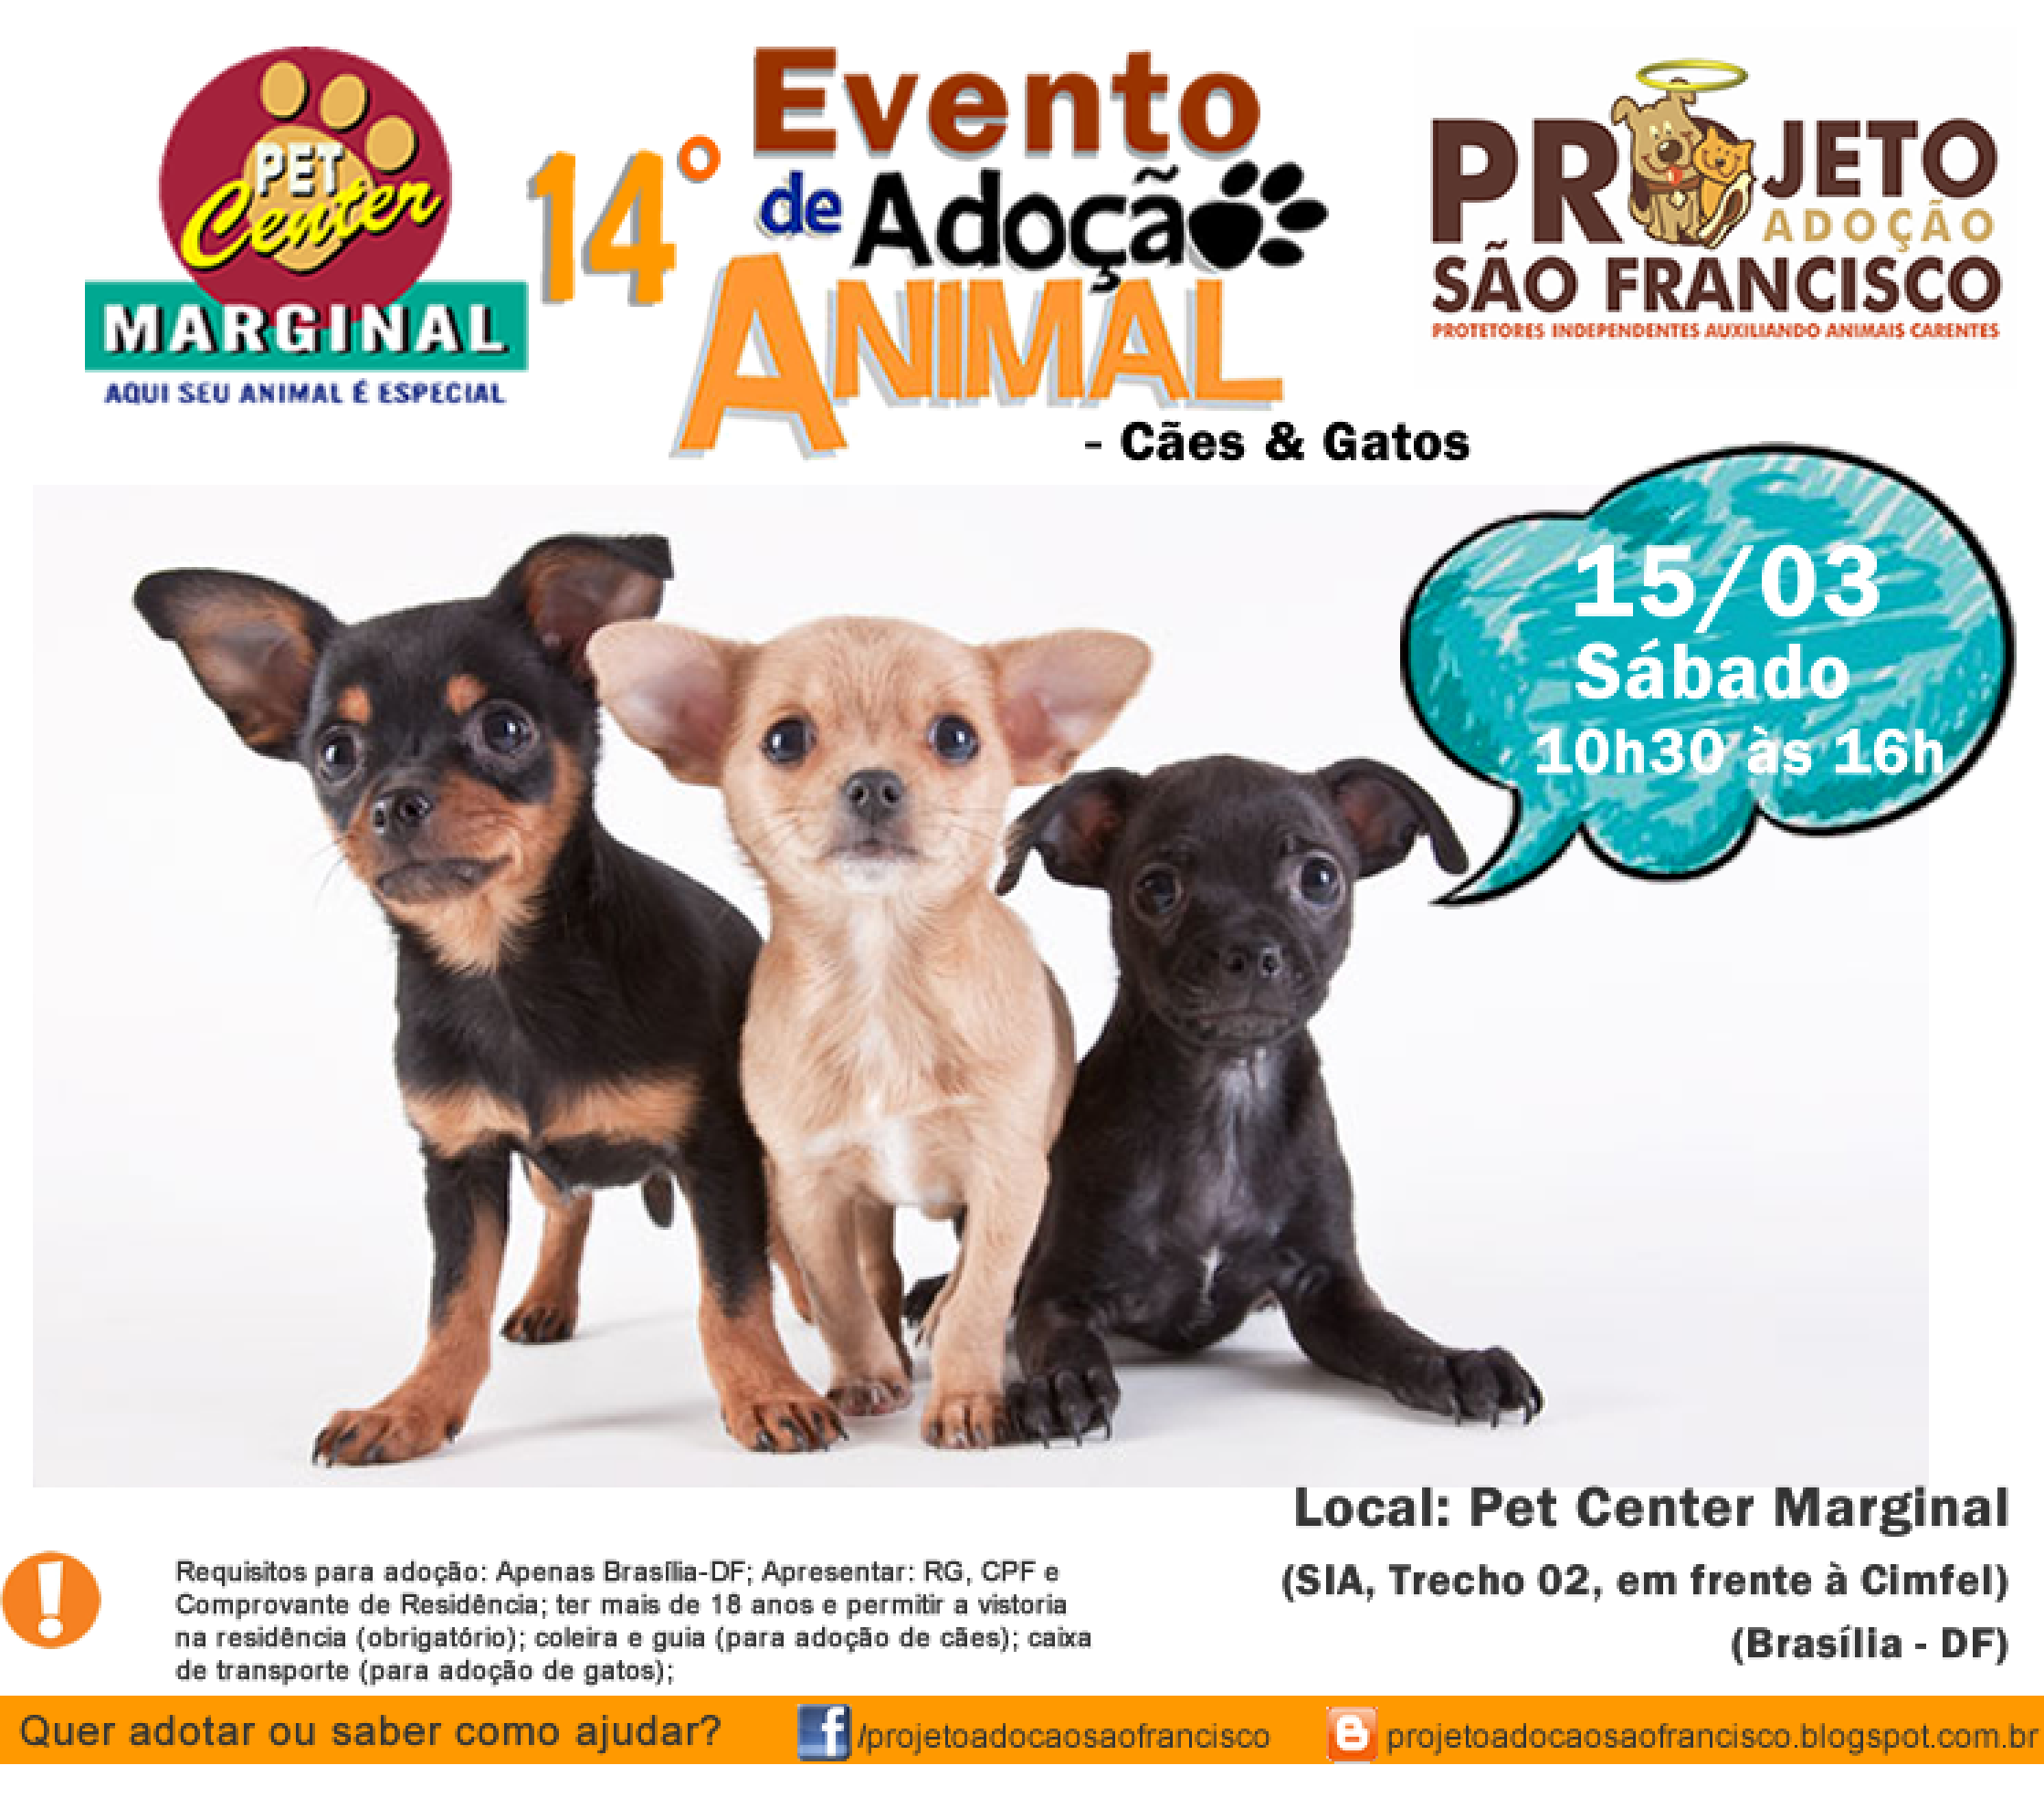 PET
Center
MARGINAL
AQUI SEU ANIMAL É ESPECIAL
14º
Evento
de Adoção
ANIMAL
- Cães & Gatos
PROJETO
ADOÇÃO
SÃO FRANCISCO
PROTETORES INDEPENDENTES AUXILIANDO ANIMAIS CARENTES
15/03
Sábado
10h30 às 16h
Local: Pet Center Marginal
(SIA, Trecho 02, em frente à Cimfel)
(Brasília - DF)
Requisitos para adoção: Apenas Brasília-DF; Apresentar: RG, CPF e
Comprovante de Residência; ter mais de 18 anos e permitir a vistoria
na residência (obrigatório); coleira e guia (para adoção de cães); caixa
de transporte (para adoção de gatos);
Quer adotar ou saber como ajudar?
/projetoadocaosaofrancisco
projetoadocaosaofrancisco.blogspot.com.br